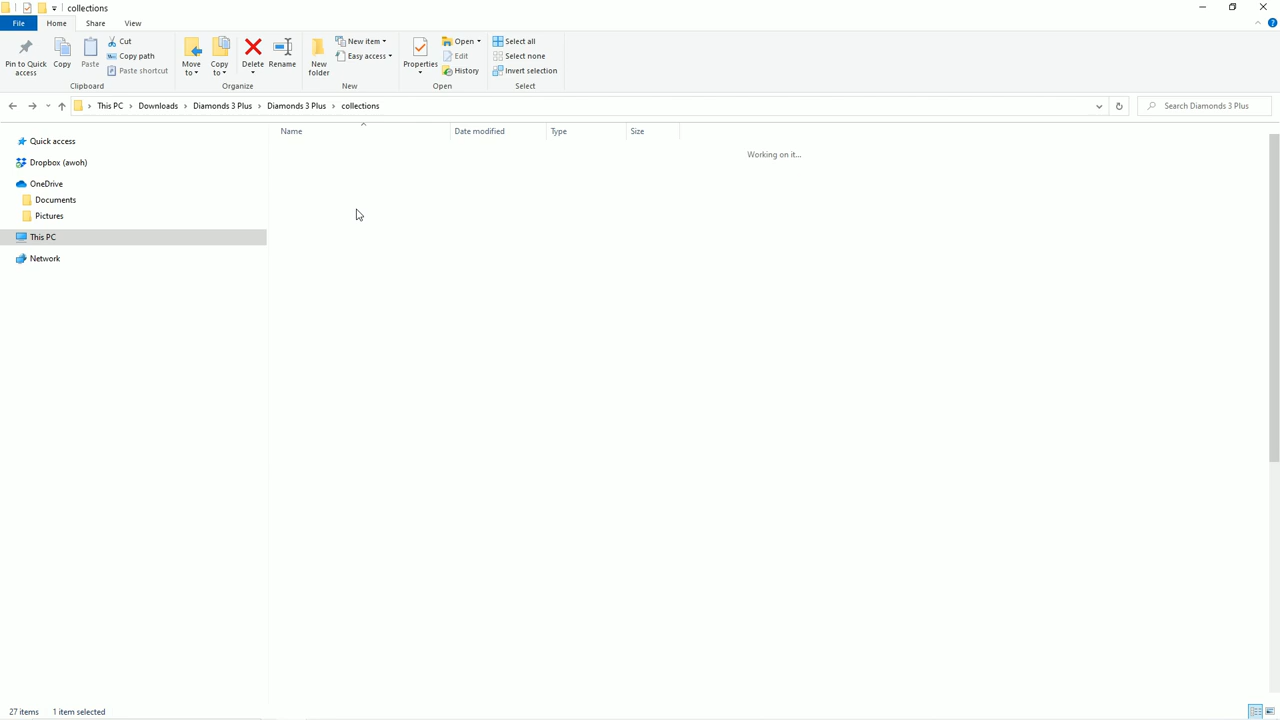 collections
File Home Share View
Pin to Quick access
Copy
Paste
Cut
Copy path
Paste shortcut
Clipboard
Move to
Copy to
Delete
Rename
Organize
New folder
New item
Easy access
New
Properties
Open
Edit
History
Open
Select all
Select none
Invert selection
Select
This PC Downloads Diamonds 3 Plus Diamonds 3 Plus collections
Search Diamonds 3 Plus
Name Date modified Type Size
Working on it...
Quick access
Dropbox (awoh)
OneDrive
Documents
Pictures
This PC
Network
27 items 1 item selected